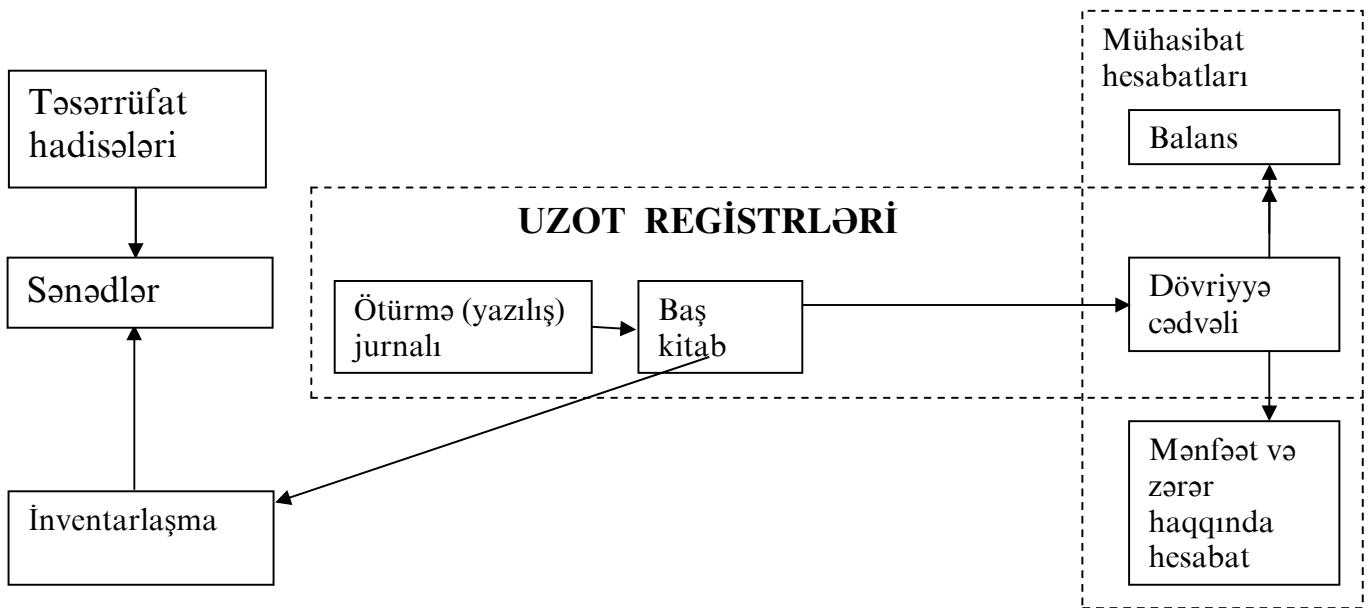 Təsərrüfat
hadisələri
Sənədlər
İnventarlaşma
UZOT REGİSTRLƏRİ
Ötürmə (yazılış)
jurnalı
Baş
kitab
Mühasibat
hesabatları
Balans
Dövriyyə
cədvəli
Mənfəət və
zərər
haqqında
hesabat